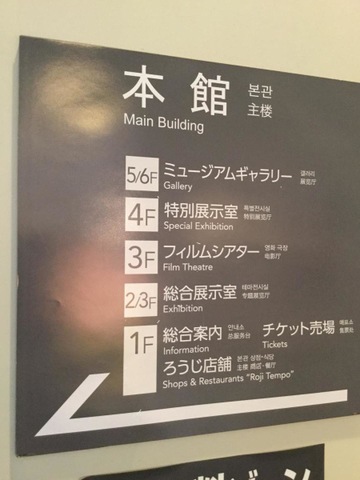 本館 본관
主楼
Main Building
5/6F ミュージアムギャラリー 갤러리
Gallery 展览厅
4F 特別展示室 특별전시실
Special Exhibition 特別展览厅
3F フィルムシアター 영화 극장
Film Theatre 电影厅
2/3F 総合展示室 테마전시실
Exhibition 专题展览厅
1F 総合案内 안내소 チケット売場 매표소
Information 总服务台 Tickets 售票处
ろうじ店舗 본관 상점·식당
主楼 商店·餐厅
Shops & Restaurants "Roji Tempo"